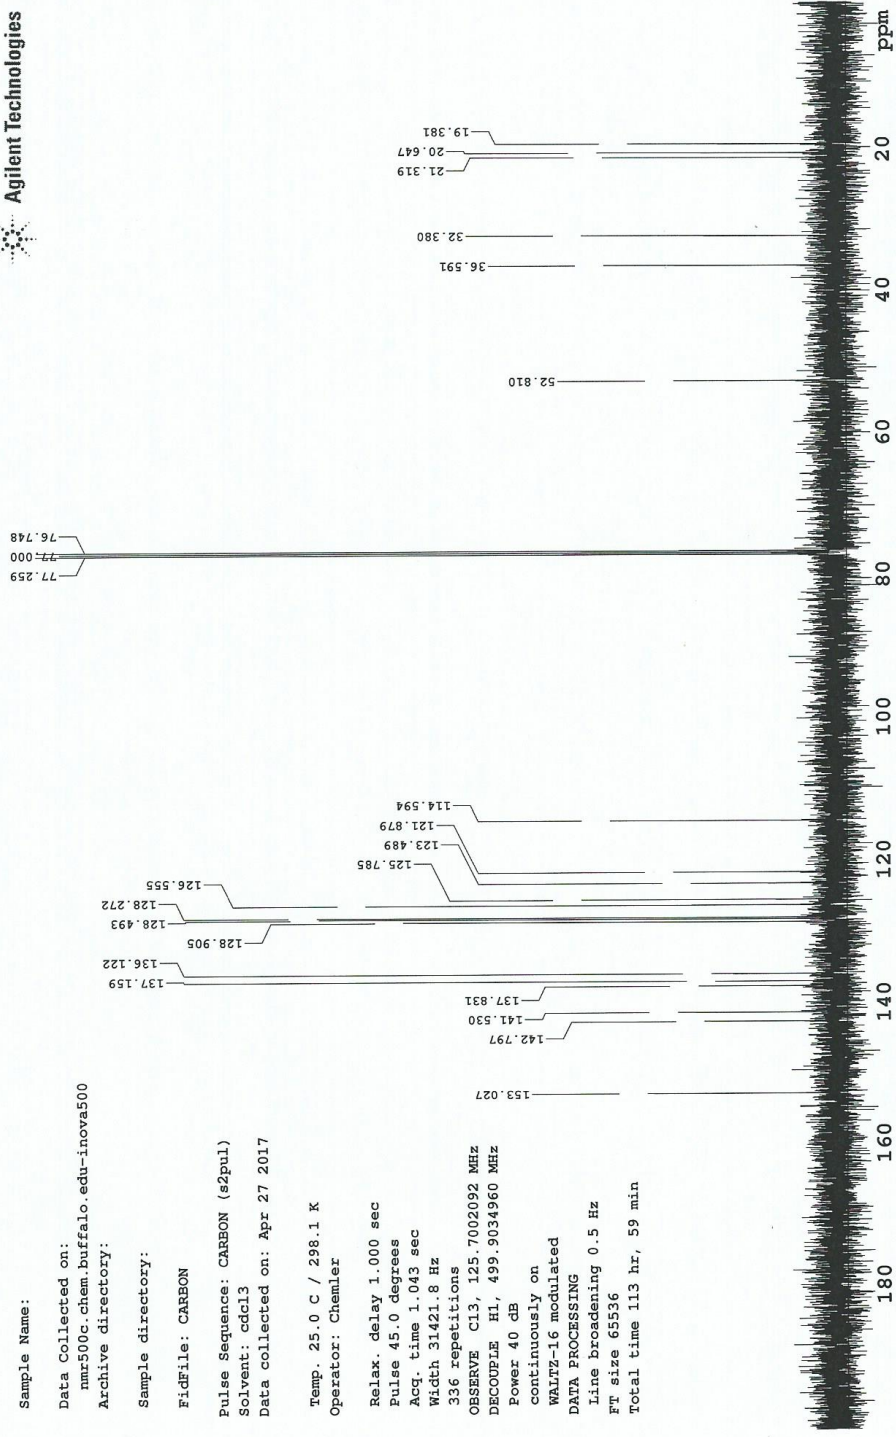 Agilent Technologies
Sample Name:
Data Collected on:
nmr500c.chem.buffalo.edu-inova500
Archive directory:
Sample directory:
FidFile: CARBON
Pulse Sequence: CARBON (s2pul)
Solvent: cdcl3
Data collected on: Apr 27 2017
Temp. 25.0 C / 298.1 K
Operator: Chemler
Relax. delay 1.000 sec
Pulse 45.0 degrees
Acq. time 1.043 sec
Width 31421.8 Hz
336 repetitions
OBSERVE C13, 125.7002092 MHz
DECOUPLE H1, 499.9034960 MHz
Power 40 dB
continuously on
WALTZ-16 modulated
DATA PROCESSING
Line broadening 0.5 Hz
FT size 65536
Total time 113 hr, 59 min
153.027
142.797
141.530
137.831
137.159
136.122
128.905
128.493
128.272
126.555
125.785
123.489
121.879
114.594
77.259
77.000
76.748
52.810
36.591
32.380
21.319
20.647
19.381
180 160 140 120 100 80 60 40 20 ppm